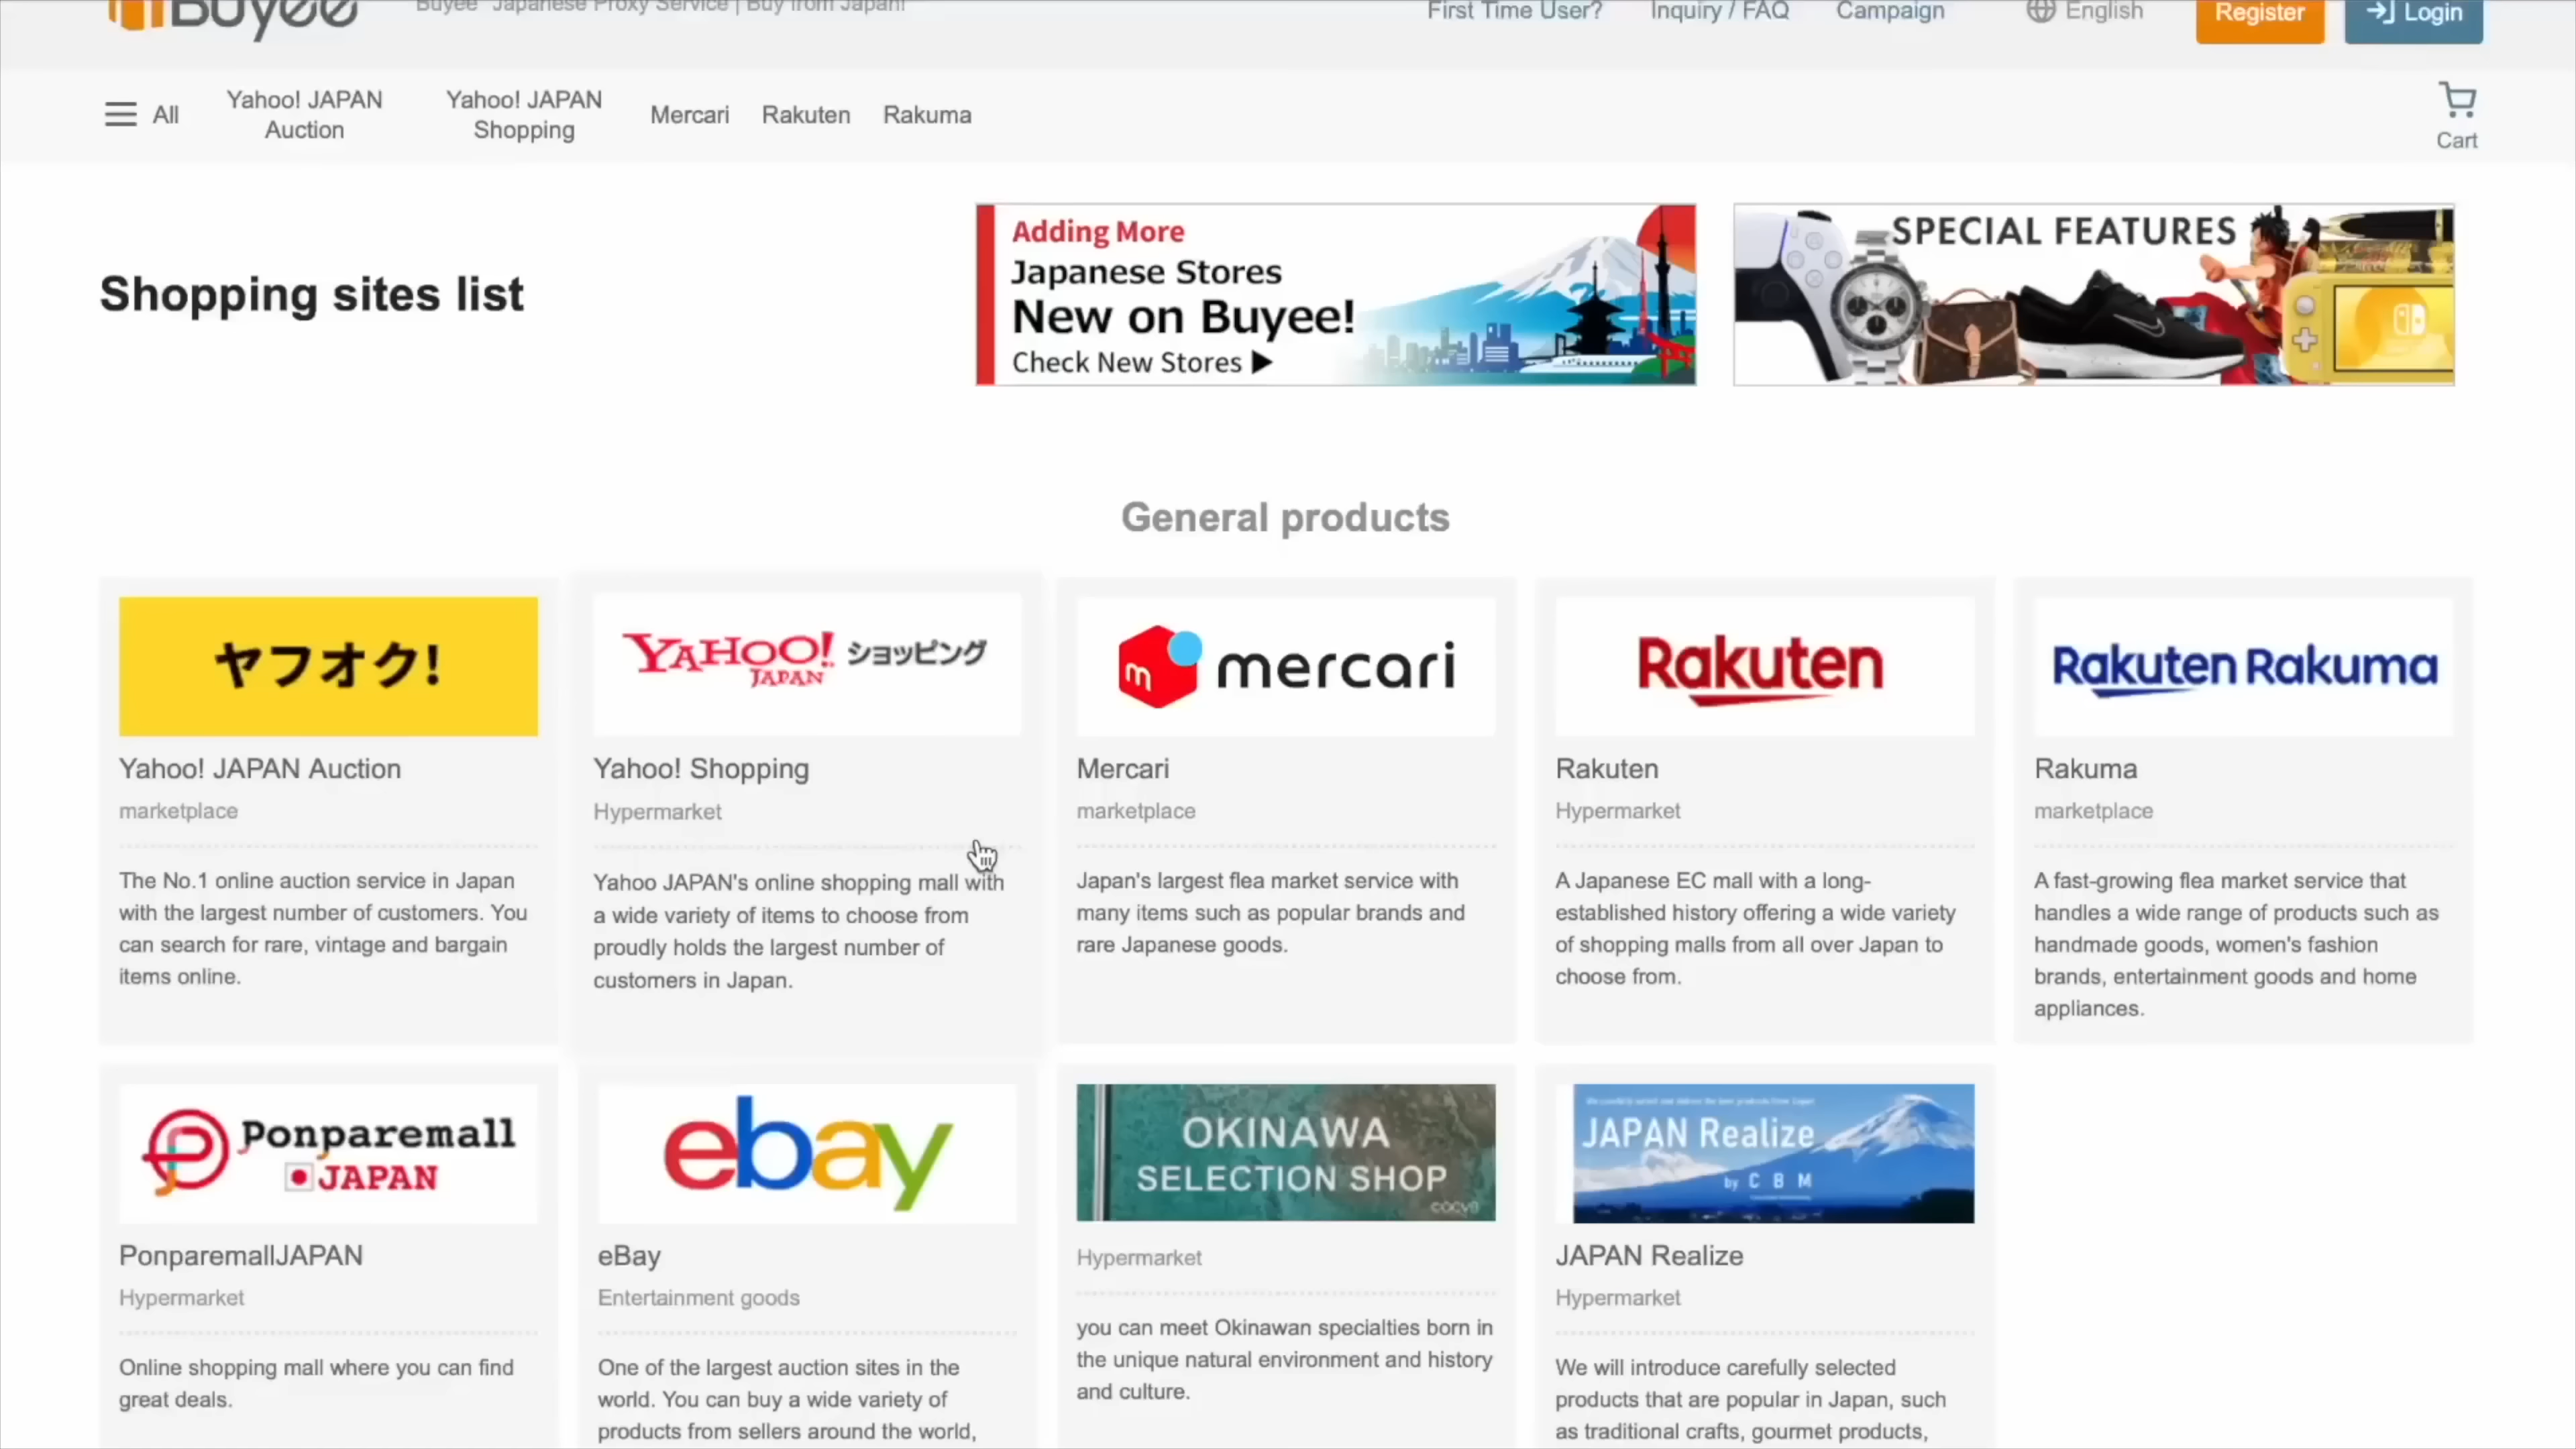 Buyee
Buyee "Japanese Proxy Service | Buy from Japan!"
First Time User?
Inquiry / FAQ
Campaign
English
Register
Login
All
Yahoo! JAPAN
Auction
Yahoo! JAPAN
Shopping
Mercari
Rakuten
Rakuma
Cart
Shopping sites list
Adding More
Japanese Stores
New on Buyee!
Check New Stores ▶
SPECIAL FEATURES
General products
ヤフオク!
Yahoo! JAPAN Auction
marketplace
The No.1 online auction service in Japan
with the largest number of customers. You
can search for rare, vintage and bargain
items online.
YAHOO! ショッピング
JAPAN
Yahoo! Shopping
Hypermarket
Yahoo JAPAN's online shopping mall with
a wide variety of items to choose from
proudly holds the largest number of
customers in Japan.
m mercari
Mercari
marketplace
Japan's largest flea market service with
many items such as popular brands and
rare Japanese goods.
Rakuten
Rakuten
Hypermarket
A Japanese EC mall with a long-
established history offering a wide variety
of shopping malls from all over Japan to
choose from.
Rakuten Rakuma
Rakuma
marketplace
A fast-growing flea market service that
handles a wide range of products such as
handmade goods, women's fashion
brands, entertainment goods and home
appliances.
Ponparemall
JAPAN
PonparemallJAPAN
Hypermarket
Online shopping mall where you can find
great deals.
ebay
eBay
Entertainment goods
One of the largest auction sites in the
world. You can buy a wide variety of
products from sellers around the world,
OKINAWA
SELECTION SHOP
Hypermarket
you can meet Okinawan specialties born in
the unique natural environment and history
and culture.
JAPAN Realize
by C B M
JAPAN Realize
Hypermarket
We will introduce carefully selected
products that are popular in Japan, such
as traditional crafts, gourmet products,